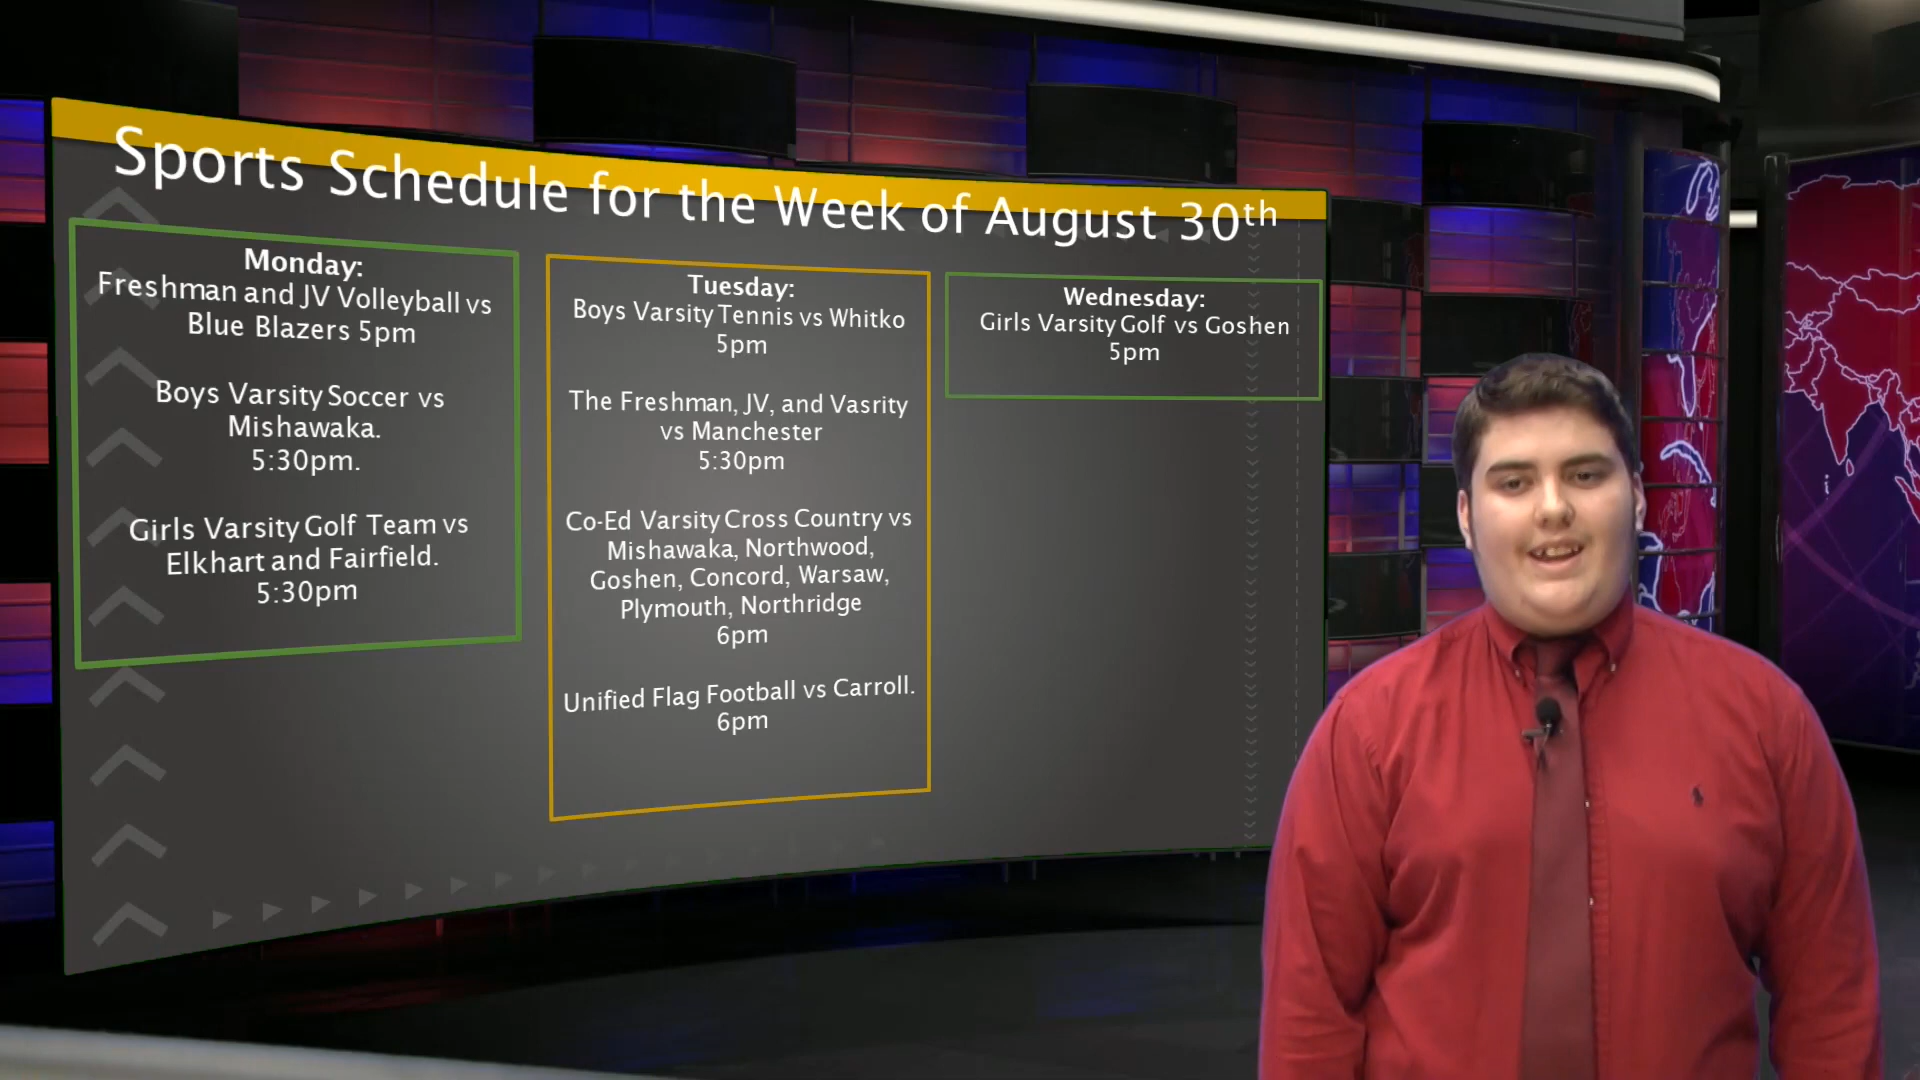 Sports Schedule for the Week of August 30th
Monday:
Freshman and JV Volleyball vs
Blue Blazers 5pm
Boys Varsity Soccer vs
Mishawaka.
5:30pm.
Girls Varsity Golf Team vs
Elkhart and Fairfield.
5:30pm
Tuesday:
Boys Varsity Tennis vs Whitko
5pm
The Freshman, JV, and Vasrity
vs Manchester
5:30pm
Co-Ed Varsity Cross Country vs
Mishawaka, Northwood,
Goshen, Concord, Warsaw,
Plymouth, Northridge
6pm
Unified Flag Football vs Carroll.
6pm
Wednesday:
Girls Varsity Golf vs Goshen
5pm